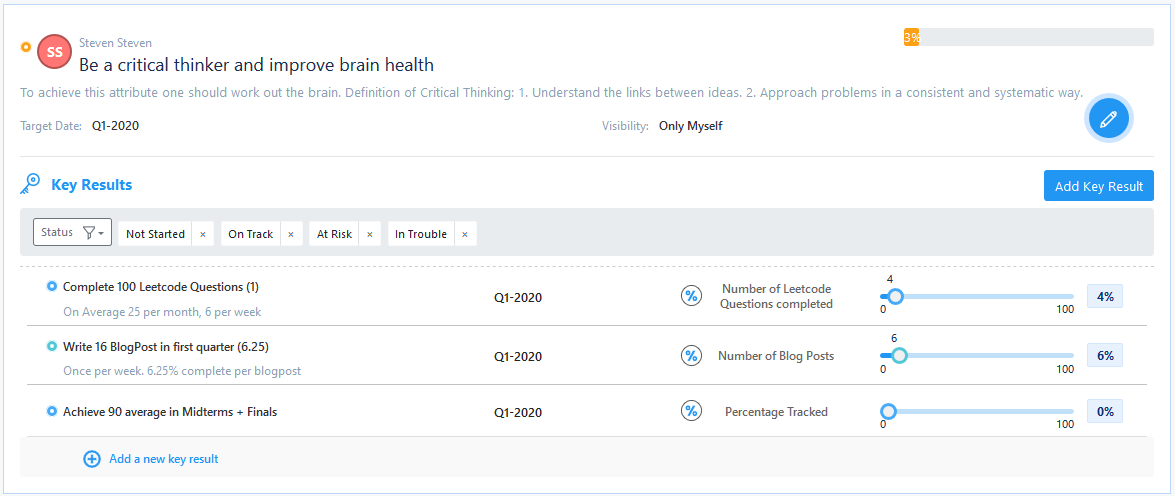 Steven Steven
SS
3%
Be a critical thinker and improve brain health
To achieve this attribute one should work out the brain. Definition of Critical Thinking: 1. Understand the links between ideas. 2. Approach problems in a consistent and systematic way.
Target Date: Q1-2020
Visibility: Only Myself
Key Results
Add Key Result
Status
Not Started ×
On Track ×
At Risk ×
In Trouble ×
Complete 100 Leetcode Questions (1)
On Average 25 per month, 6 per week
Q1-2020
%
Number of Leetcode
Questions completed
4
0 100
4%
Write 16 BlogPost in first quarter (6.25)
Once per week. 6.25% complete per blogpost
Q1-2020
%
Number of Blog Posts
6
0 100
6%
Achieve 90 average in Midterms + Finals
Q1-2020
%
Percentage Tracked
0 100
0%
Add a new key result